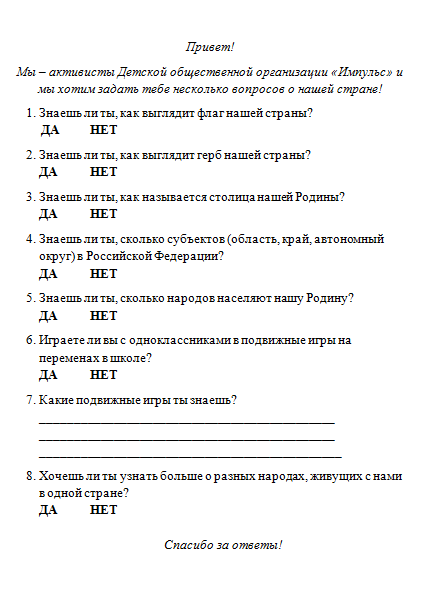 Привет!
Мы – активисты Детской общественной организации «Импульс» и
мы хотим задать тебе несколько вопросов о нашей стране!
1. Знаешь ли ты, как выглядит флаг нашей страны?
ДА НЕТ
2. Знаешь ли ты, как выглядит герб нашей страны?
ДА НЕТ
3. Знаешь ли ты, как называется столица нашей Родины?
ДА НЕТ
4. Знаешь ли ты, сколько субъектов (область, край, автономный
округ) в Российской Федерации?
ДА НЕТ
5. Знаешь ли ты, сколько народов населяют нашу Родину?
ДА НЕТ
6. Играете ли вы с одноклассниками в подвижные игры на
переменах в школе?
ДА НЕТ
7. Какие подвижные игры ты знаешь?
8. Хочешь ли ты узнать больше о разных народах, живущих с нами
в одной стране?
ДА НЕТ
Спасибо за ответы!